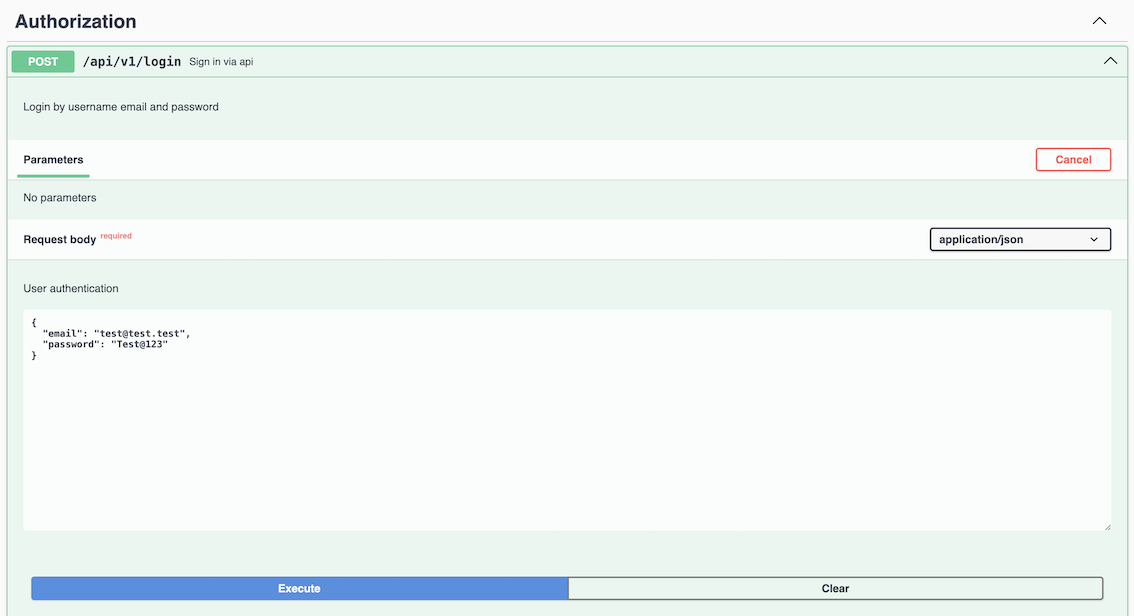 Authorization
POST /api/v1/login Sign in via api
Login by username email and password
Parameters Cancel
No parameters
Request body required application/json
User authentication
{
"email": "test@test.test",
"password": "Test@123"
}
Execute Clear